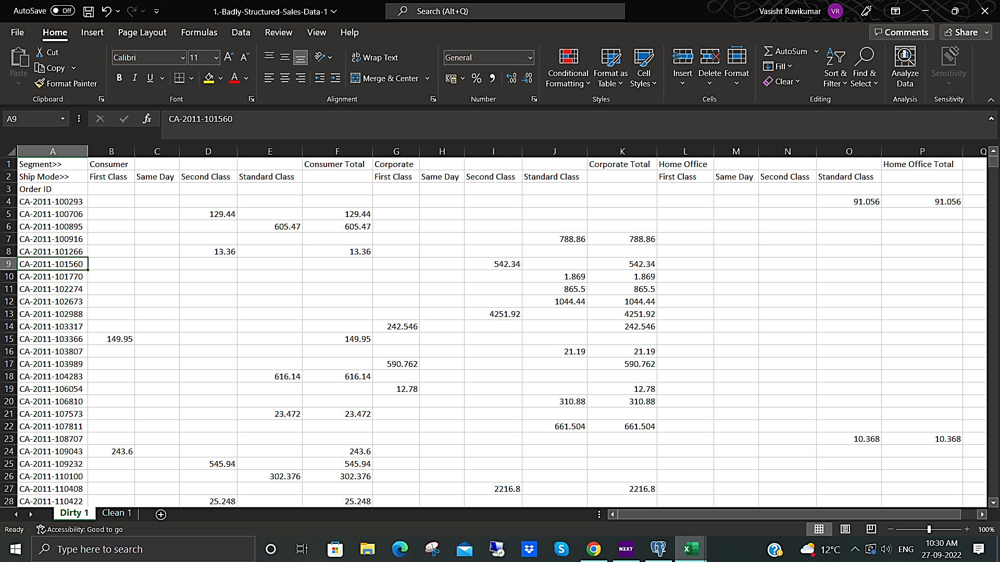 AutoSave Off 1.-Badly-Structured-Sales-Data-1 Search (Alt+Q) Vasisht Ravikumar VR
File Home Insert Page Layout Formulas Data Review View Help Comments Share
Paste Cut Copy Format Painter Clipboard
Calibri 11 B I U A Font
Wrap Text Merge & Center Alignment
General % Number
Conditional Formatting Format as Table Cell Styles Styles
Insert Delete Format Cells
AutoSum Fill Clear Sort & Filter Find & Select Editing
Analyze Data Analysis
Sensitivity Sensitivity
A9 fx CA-2011-101560
A B C D E F G H I J K L M N O P Q
1 Segment>> Consumer Consumer Total Corporate Corporate Total Home Office Home Office Total
2 Ship Mode>> First Class Same Day Second Class Standard Class First Class Same Day Second Class Standard Class First Class Same Day Second Class Standard Class
3 Order ID
4 CA-2011-100293 91.056 91.056
5 CA-2011-100706 129.44 129.44
6 CA-2011-100895 605.47 605.47
7 CA-2011-100916 788.86 788.86
8 CA-2011-101266 13.36 13.36
9 CA-2011-101560 542.34 542.34
10 CA-2011-101770 1.869 1.869
11 CA-2011-102274 865.5 865.5
12 CA-2011-102673 1044.44 1044.44
13 CA-2011-102988 4251.92 4251.92
14 CA-2011-103317 242.546 242.546
15 CA-2011-103366 149.95 149.95
16 CA-2011-103807 21.19 21.19
17 CA-2011-103989 590.762 590.762
18 CA-2011-104283 616.14 616.14
19 CA-2011-106054 12.78 12.78
20 CA-2011-106810 310.88 310.88
21 CA-2011-107573 23.472 23.472
22 CA-2011-107811 661.504 661.504
23 CA-2011-108707 10.368 10.368
24 CA-2011-109043 243.6 243.6
25 CA-2011-109232 545.94 545.94
26 CA-2011-110100 302.376 302.376
27 CA-2011-110408 2216.8 2216.8
28 CA-2011-110422 25.248 25.248
Dirty 1 Clean 1
Ready Accessibility: Good to go 100%
Type here to search NZXT 12°C ENG 10:30 AM
27-09-2022